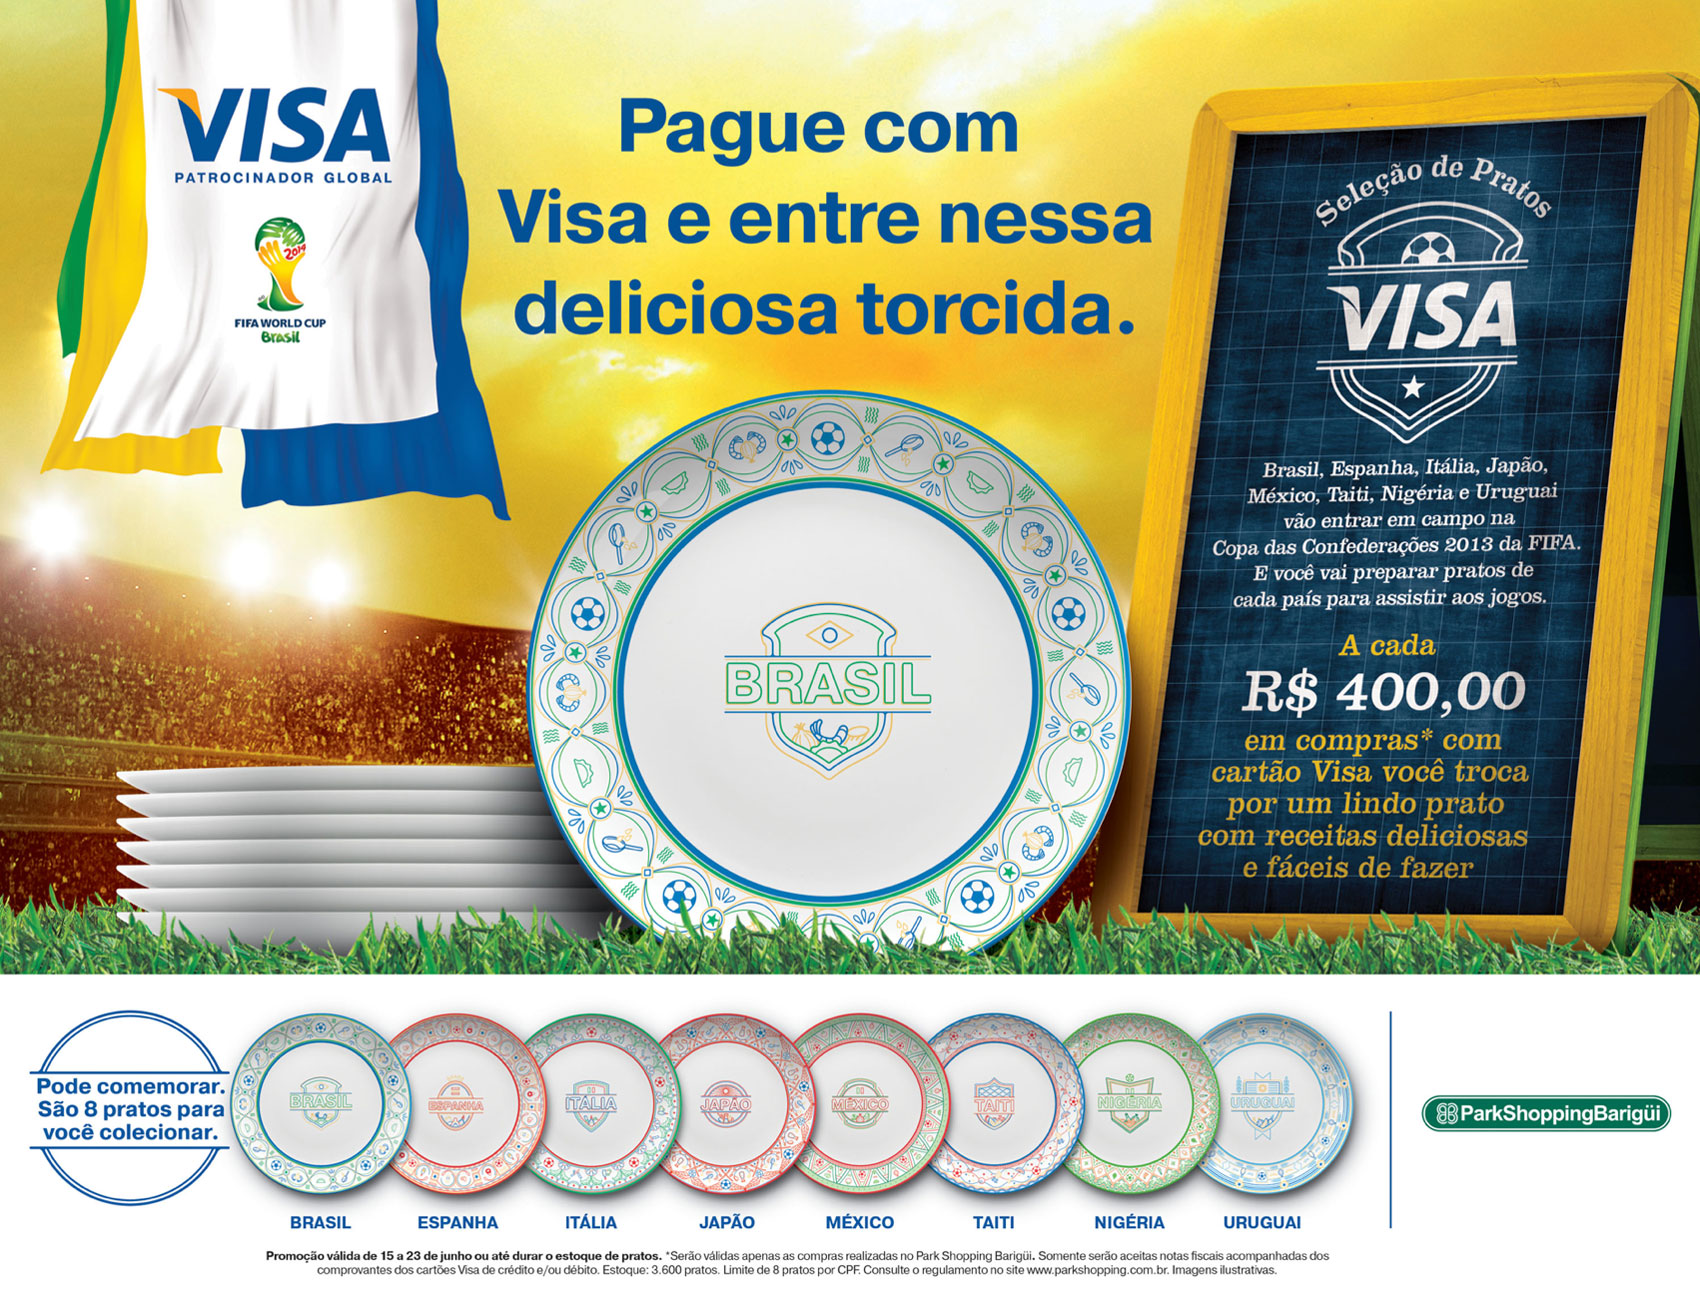 VISA
PATROCINADOR GLOBAL
2014
FIFA WORLD CUP
Brasil
Pague com
Visa e entre nessa
deliciosa torcida.
Seleção de Pratos
VISA
Brasil, Espanha, Itália, Japão,
México, Taiti, Nigéria e Uruguai
vão entrar em campo na
Copa das Confederações 2013 da FIFA.
E você vai preparar pratos de
cada país para assistir aos jogos.
A cada
R$ 400,00
em compras* com
cartão Visa você troca
por um lindo prato
com receitas deliciosas
e fáceis de fazer
BRASIL
Pode comemorar.
São 8 pratos para
você colecionar.
BRASIL ESPANHA ITÁLIA JAPÃO MÉXICO TAITI NIGÉRIA URUGUAI
BRASIL ESPANHA ITÁLIA JAPÃO MÉXICO TAITI NIGÉRIA URUGUAI
ParkShoppingBarigüi
Promoção válida de 15 a 23 de junho ou até durar o estoque de pratos. *Serão válidas apenas as compras realizadas no Park Shopping Barigüi. Somente serão aceitas notas fiscais acompanhadas dos
comprovantes dos cartões Visa de crédito e/ou débito. Estoque: 3.600 pratos. Limite de 8 pratos por CPF. Consulte o regulamento no site www.parkshopping.com.br. Imagens ilustrativas.